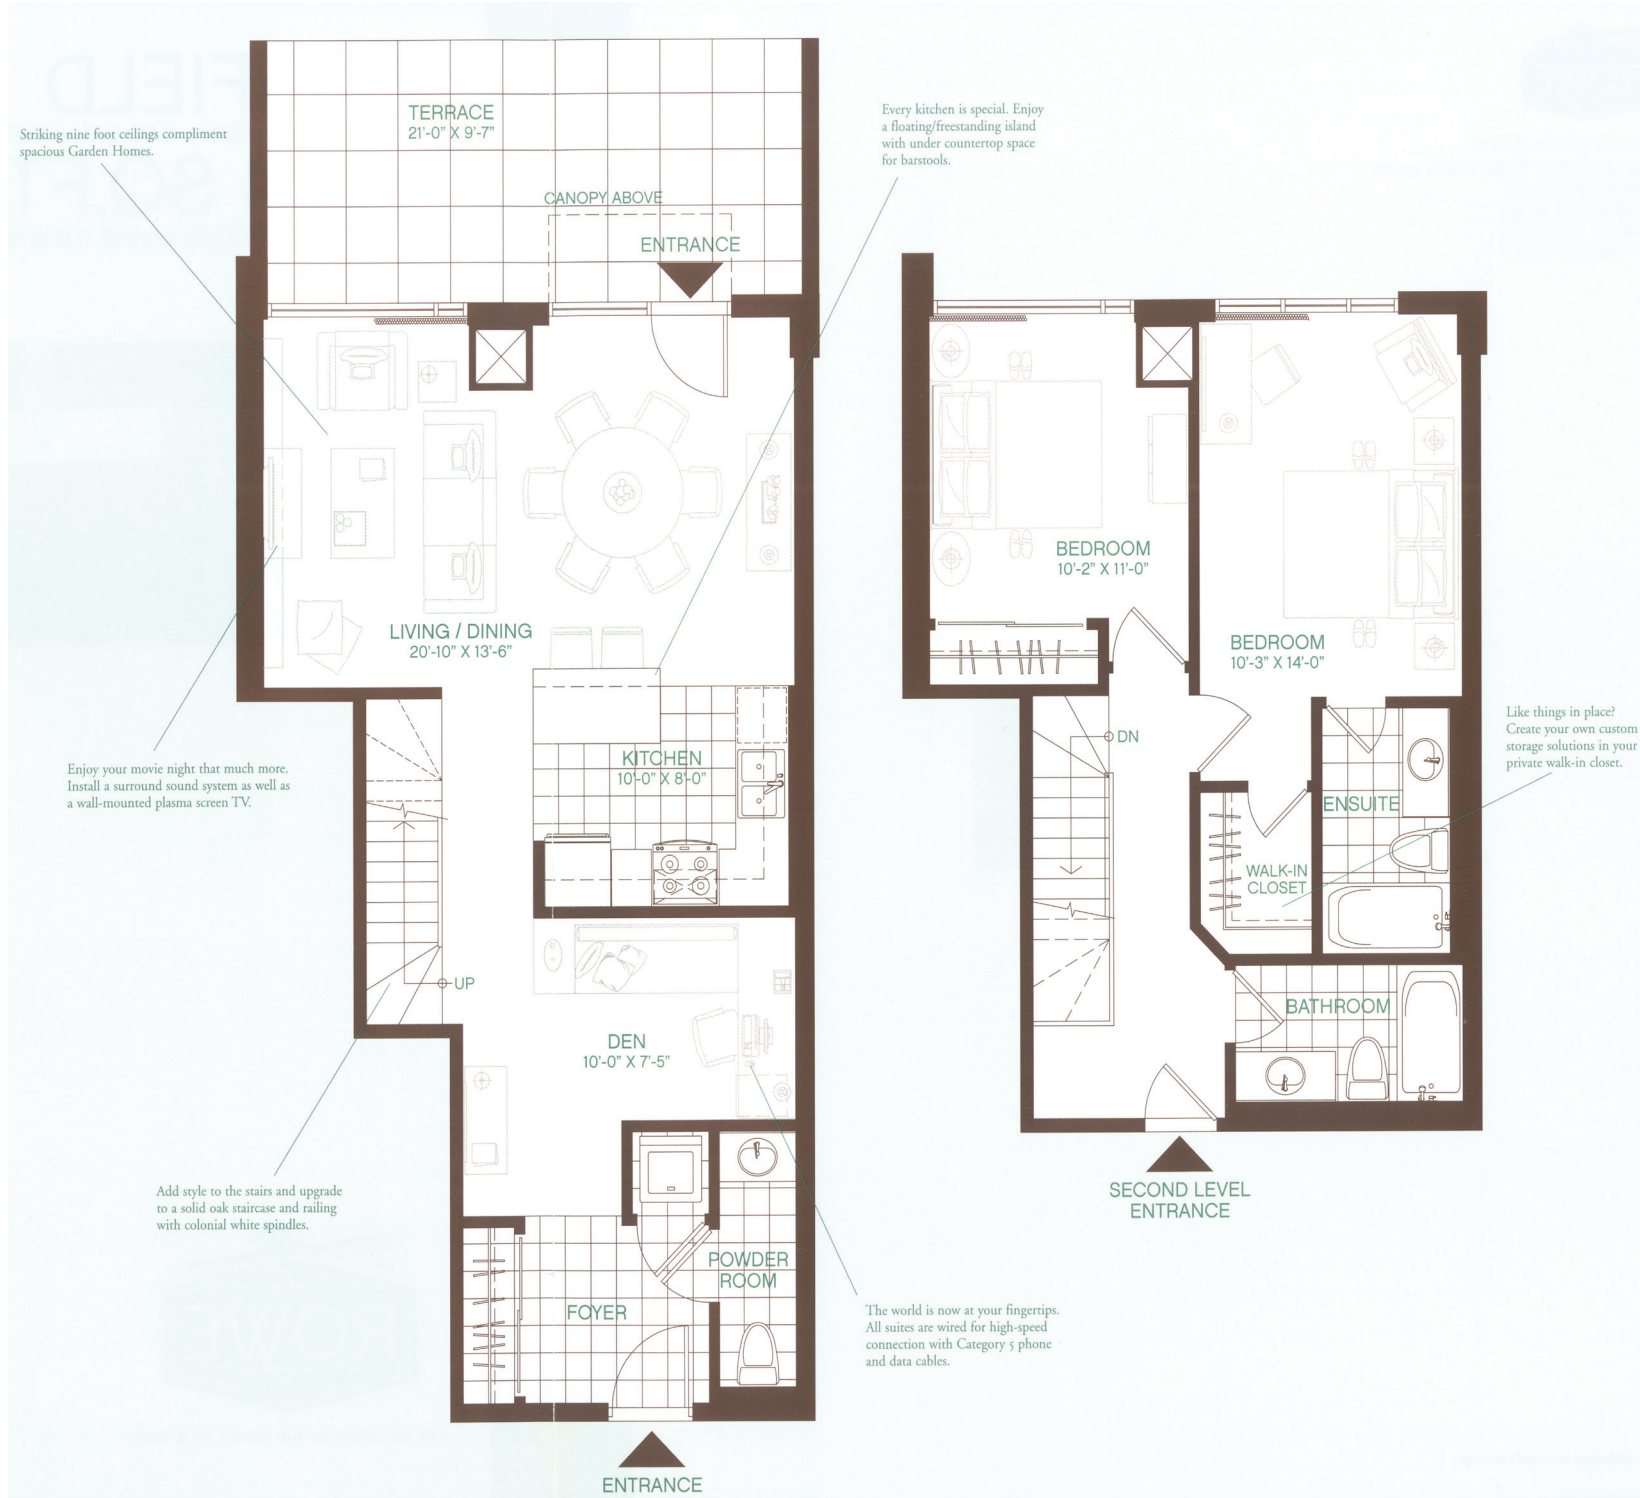 Striking nine foot ceilings compliment
spacious Garden Homes.
TERRACE
21'-0" X 9'-7"
CANOPY ABOVE
ENTRANCE
Every kitchen is special. Enjoy
a floating/freestanding island
with under countertop space
for barstools.
LIVING / DINING
20'-10" X 13'-6"
KITCHEN
10'-0" X 8'-0"
Enjoy your movie night that much more.
Install a surround sound system as well as
a wall-mounted plasma screen TV.
UP
DEN
10'-0" X 7'-5"
Add style to the stairs and upgrade
to a solid oak staircase and railing
with colonial white spindles.
POWDER
ROOM
FOYER
The world is now at your fingertips.
All suites are wired for high-speed
connection with Category 5 phone
and data cables.
ENTRANCE
BEDROOM
10'-2" X 11'-0"
BEDROOM
10'-3" X 14'-0"
DN
Like things in place?
Create your own custom
storage solutions in your
private walk-in closet.
ENSUITE
WALK-IN
CLOSET
BATHROOM
SECOND LEVEL
ENTRANCE